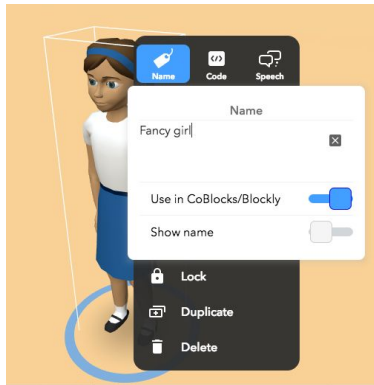 Name Code Speech
Name
Fancy girl
Use in CoBlocks/Blockly
Show name
Lock
Duplicate
Delete